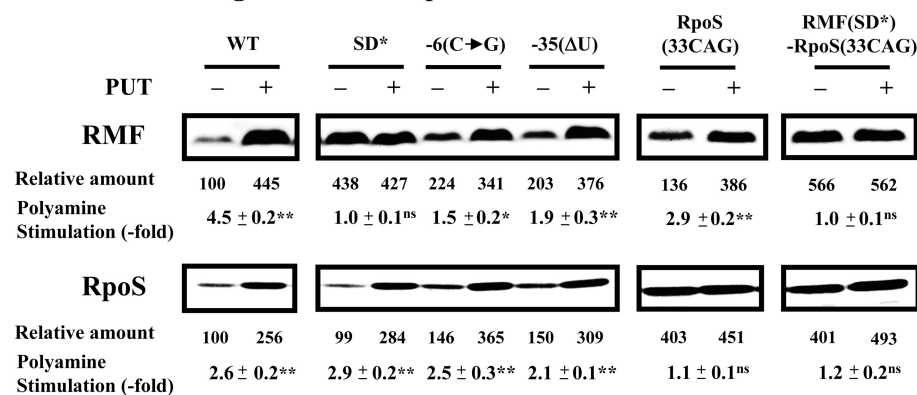 WT SD* -6(C➔G) -35(ΔU) RpoS (33CAG) RMF(SD*) -RpoS(33CAG)
PUT – + – + – + – + – + – +
RMF
Relative amount 100 445 438 427 224 341 203 376 136 386 566 562
Polyamine Stimulation (-fold) 4.5 ± 0.2** 1.0 ± 0.1ns 1.5 ± 0.2* 1.9 ± 0.3** 2.9 ± 0.2** 1.0 ± 0.1ns
RpoS
Relative amount 100 256 99 284 146 365 150 309 403 451 401 493
Polyamine Stimulation (-fold) 2.6 ± 0.2** 2.9 ± 0.2** 2.5 ± 0.3** 2.1 ± 0.1** 1.1 ± 0.1ns 1.2 ± 0.2ns